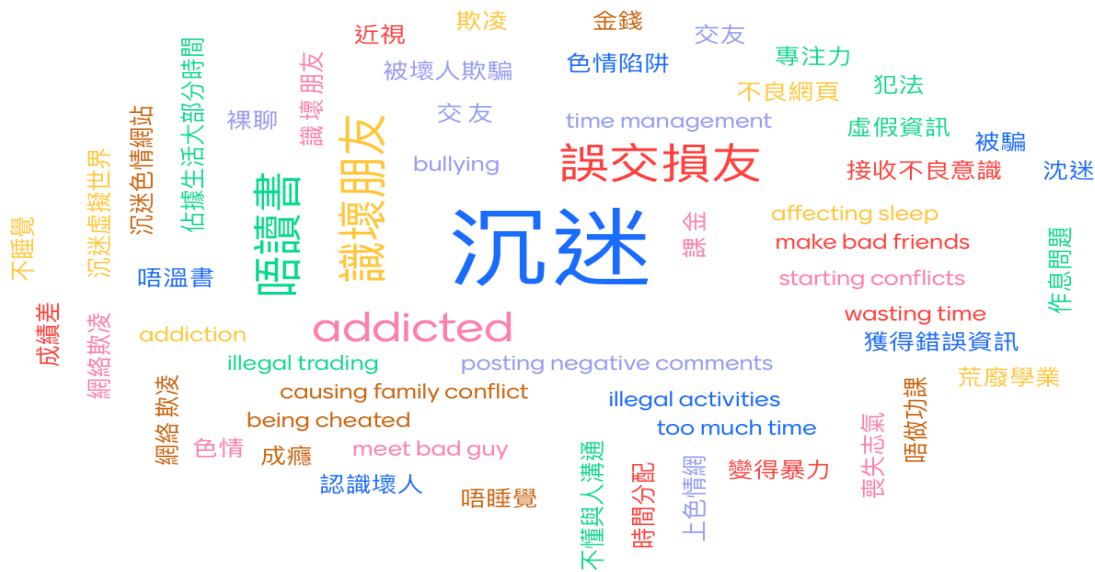 欺凌
金錢
交友
近視
專注力
色情陷阱
被壞人欺騙
不良網頁
犯法
佔據生活大部分時間
識壞 朋友
裸聊
交 友
time management
虛假資訊
被騙
沉迷色情網站
識壞朋友
bullying
誤交損友
接收不良意識
沈迷
沉迷虛擬世界
唔讀書
沉迷
課金
affecting sleep
不睡覺
make bad friends
作息問題
唔溫書
starting conflicts
成績差
網絡欺凌
addiction
addicted
wasting time
獲得錯誤資訊
illegal trading
posting negative comments
荒廢學業
網絡 欺凌
causing family conflict
illegal activities
唔做功課
being cheated
too much time
喪失志氣
色情
成癮
meet bad guy
不懂與人溝通
時間分配
上色情網
變得暴力
認識壞人
唔睡覺